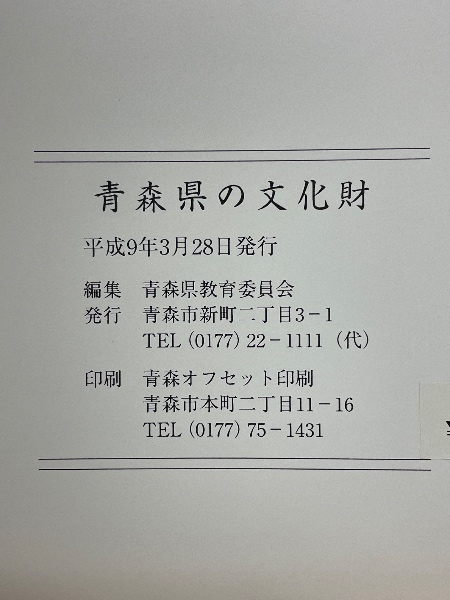 青森県の文化財
平成9年3月28日発行
編集 青森県教育委員会
発行 青森市新町二丁目3－1
TEL (0177) 22－1111 (代)
印刷 青森オフセット印刷
青森市本町二丁目11－16
TEL (0177) 75－1431